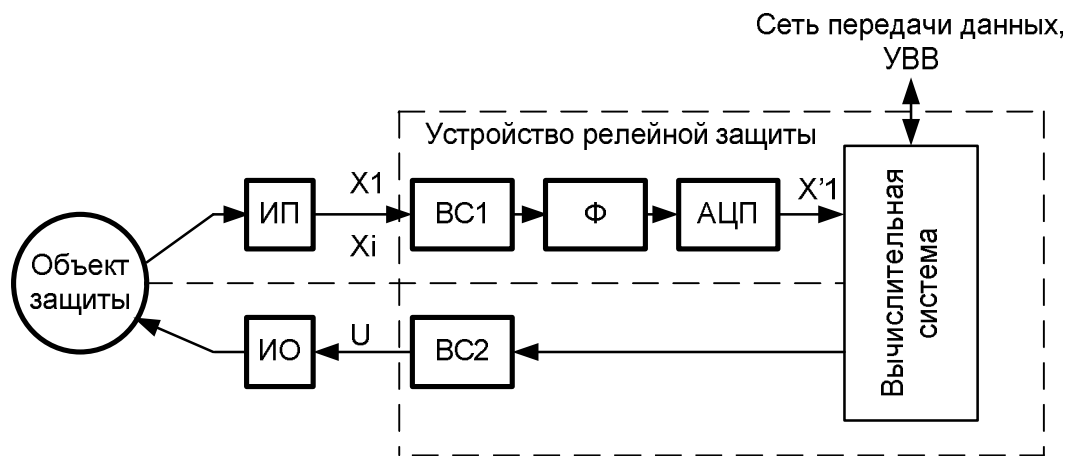 Сеть передачи данных,
УВВ
Устройство релейной защиты
X1
ИП
ВС1
Ф
АЦП
X’1
Xi
Объект
защиты
Вычислительная
система
U
ИО
ВС2